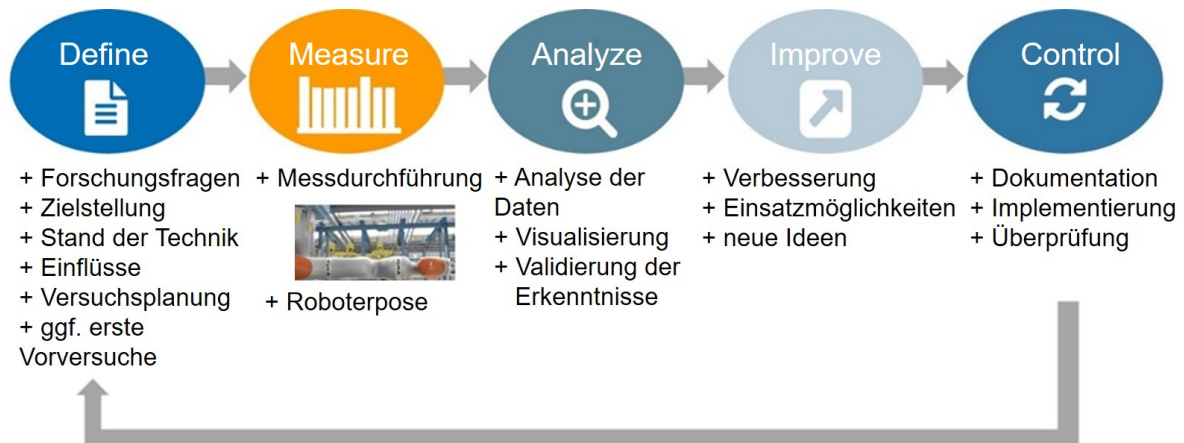 Define
Measure
Analyze
Improve
Control
+ Forschungsfragen
+ Zielstellung
+ Stand der Technik
+ Einflüsse
+ Versuchsplanung
+ ggf. erste
Vorversuche
+ Messdurchführung
+ Roboterpose
+ Analyse der
Daten
+ Visualisierung
+ Validierung der
Erkenntnisse
+ Verbesserung
+ Einsatzmöglichkeiten
+ neue Ideen
+ Dokumentation
+ Implementierung
+ Überprüfung